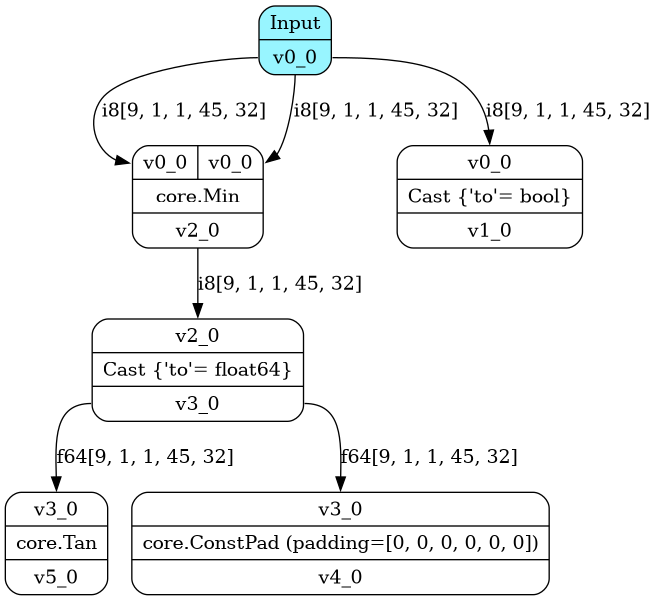 Input
v0_0
i8[9, 1, 1, 45, 32]
i8[9, 1, 1, 45, 32]
i8[9, 1, 1, 45, 32]
v0_0
v0_0
core.Min
v2_0
v0_0
Cast {'to'= bool}
v1_0
i8[9, 1, 1, 45, 32]
v2_0
Cast {'to'= float64}
v3_0
f64[9, 1, 1, 45, 32]
f64[9, 1, 1, 45, 32]
v3_0
core.Tan
v5_0
v3_0
core.ConstPad (padding=[0, 0, 0, 0, 0, 0])
v4_0